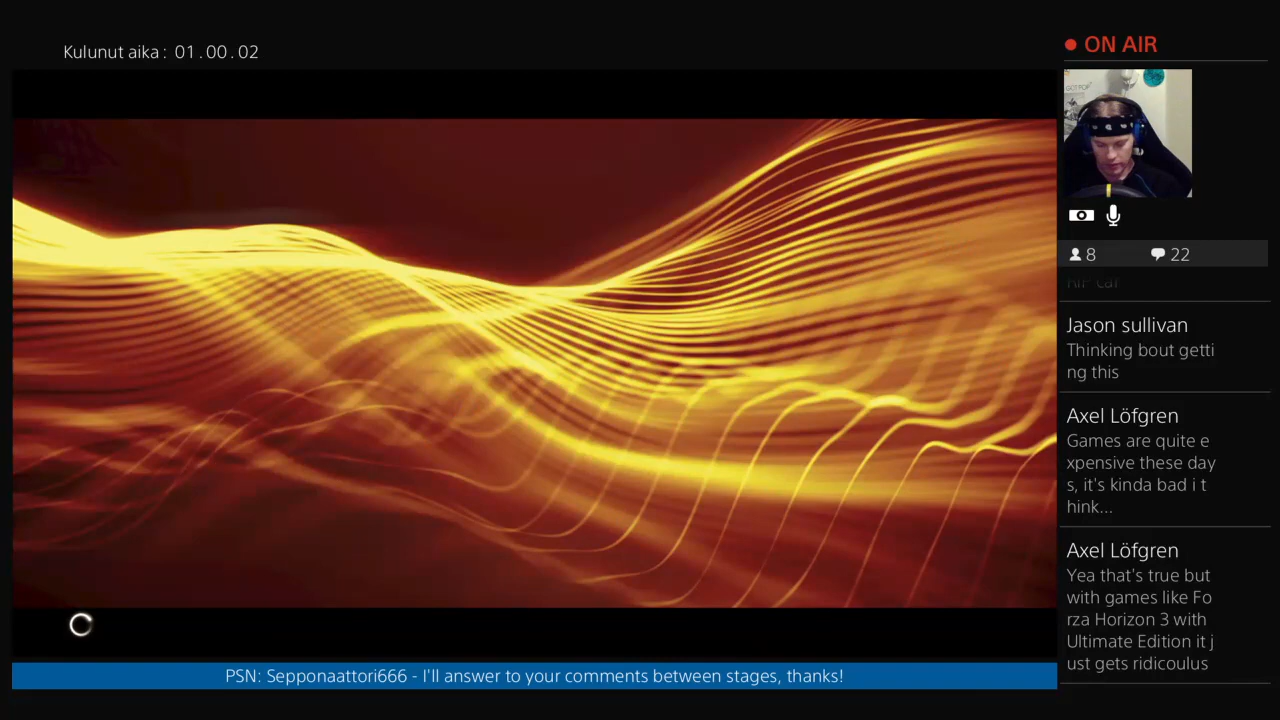 Kulunut aika : 01.00.02
ON AIR
8 22
Jason sullivan
Thinking bout getti
ng this
Axel Löfgren
Games are quite e
xpensive these day
s, it's kinda bad i t
hink...
Axel Löfgren
Yea that's true but
with games like Fo
rza Horizon 3 with
Ultimate Edition it j
ust gets ridicoulus
PSN: Sepponaattori666 - I'll answer to your comments between stages, thanks!